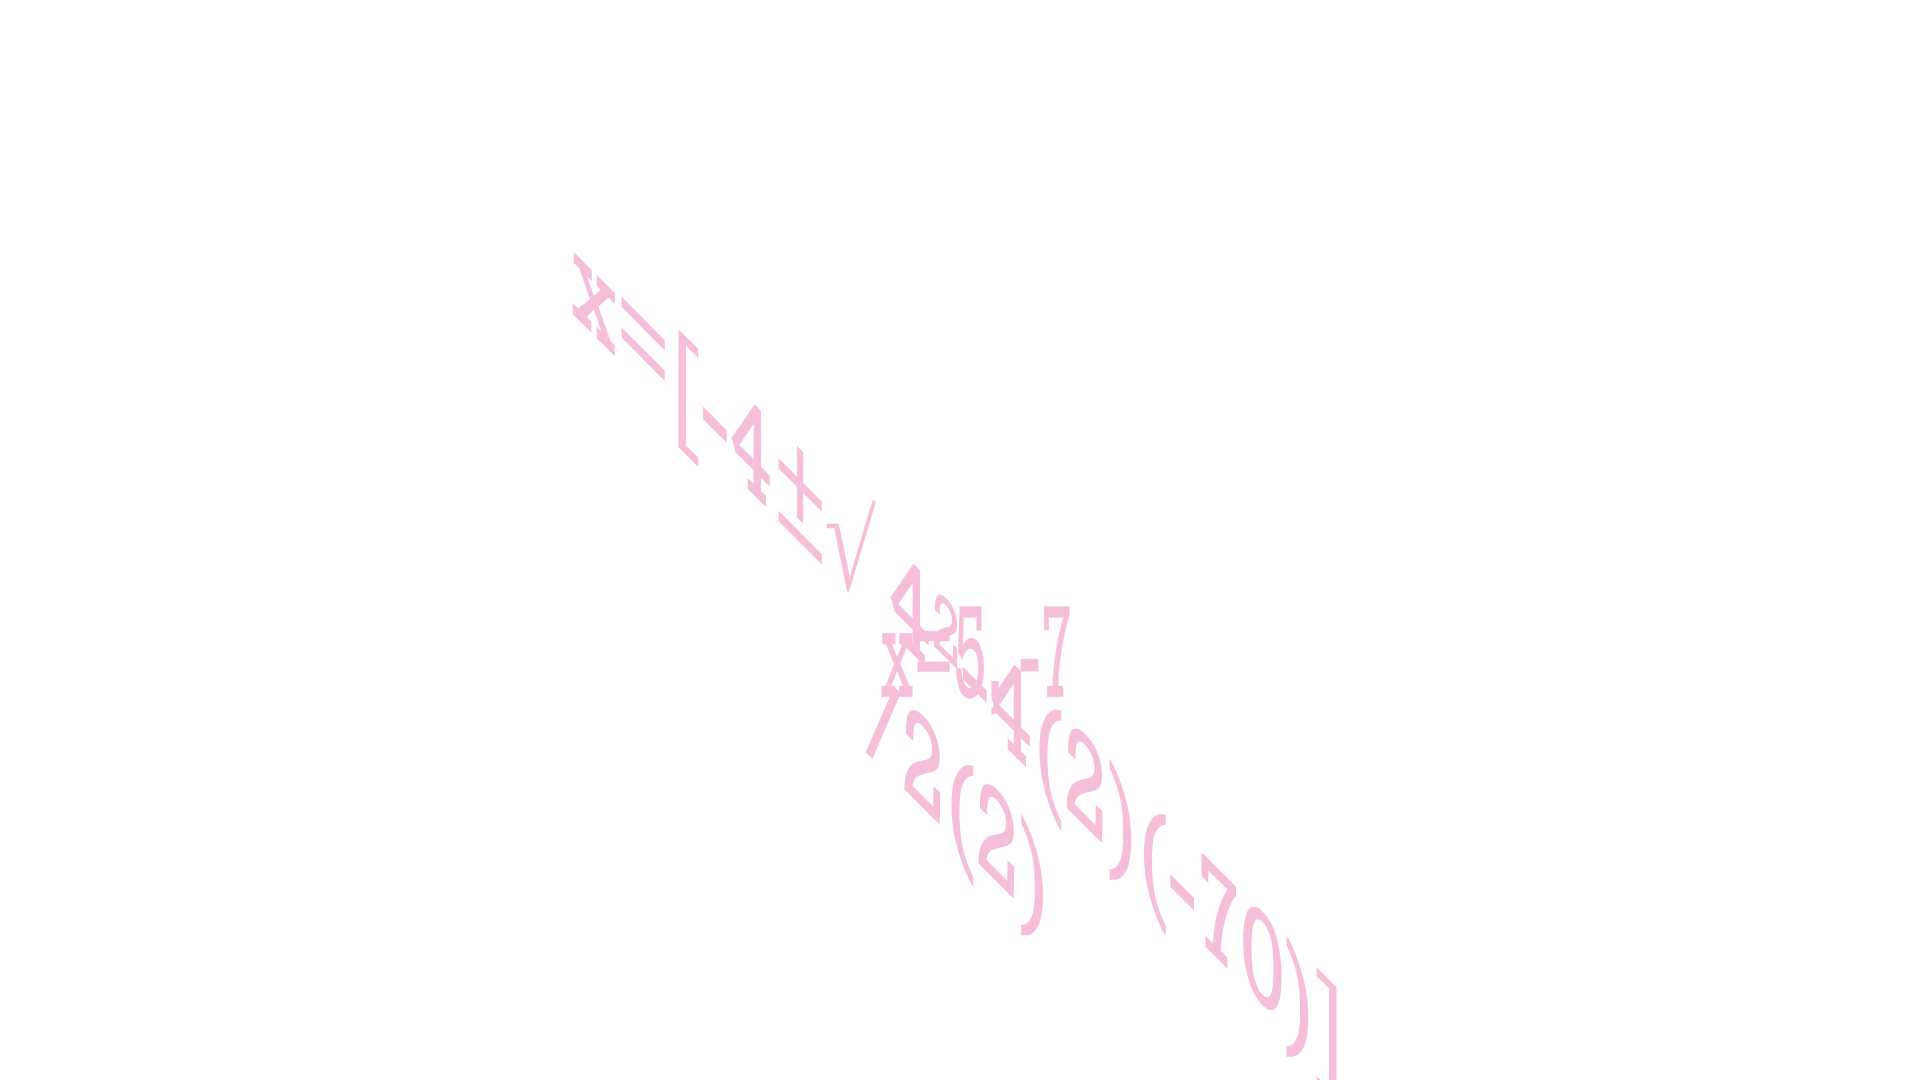 x=[-4±√ 4²-4(2)(-70)]
/2(2)
x=5,-7